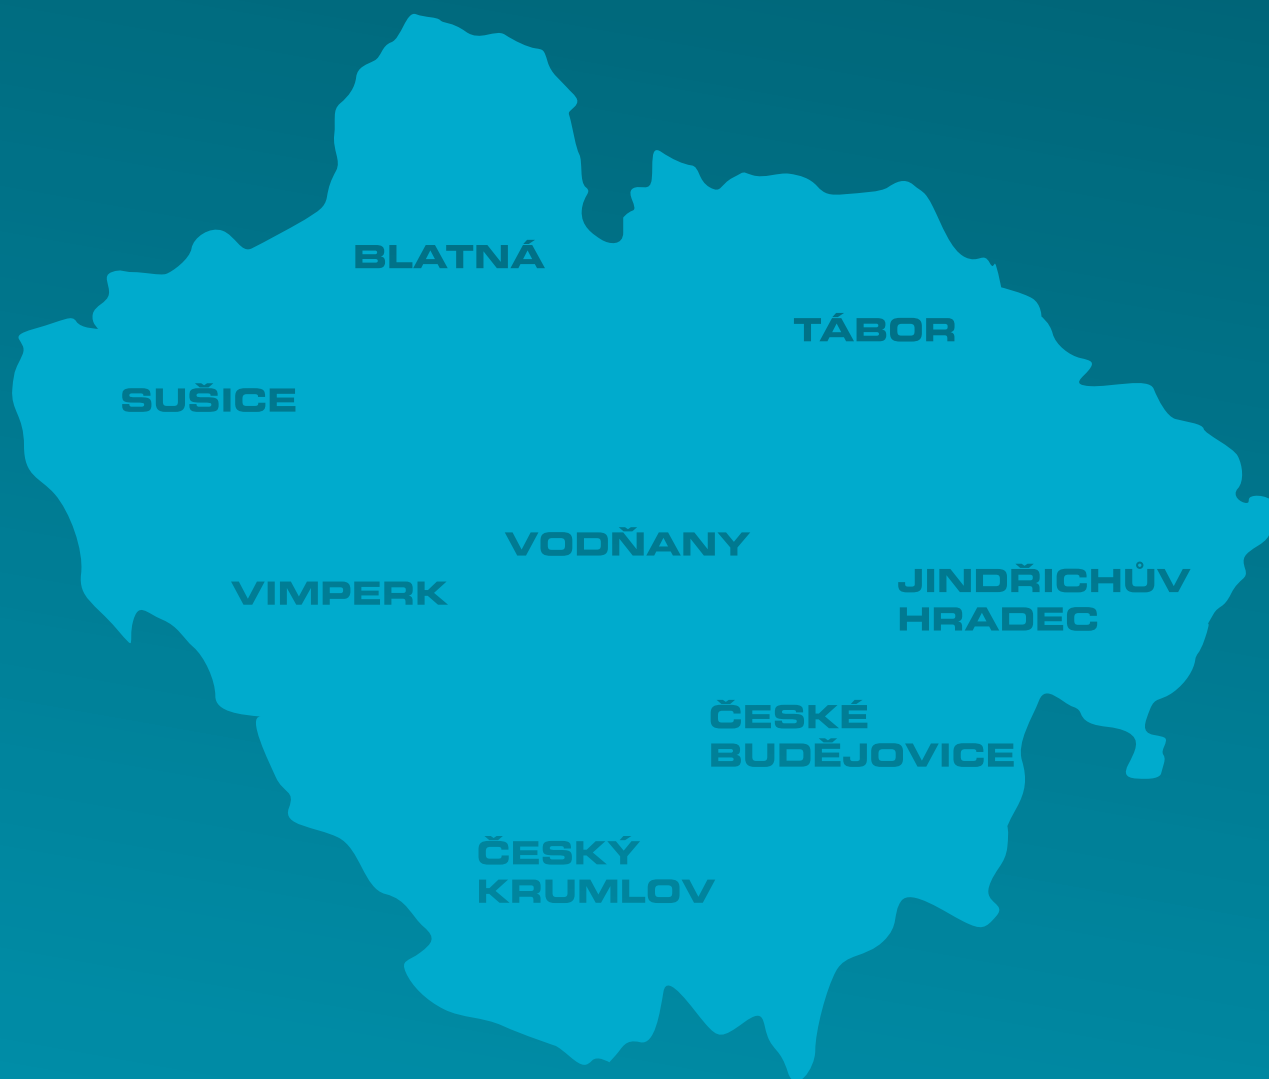 BLATNÁ
TÁBOR
SUŠICE
VODŇANY
VIMPERK
JINDŘICHŮV
HRADEC
ČESKÉ
BUDĚJOVICE
ČESKÝ
KRUMLOV